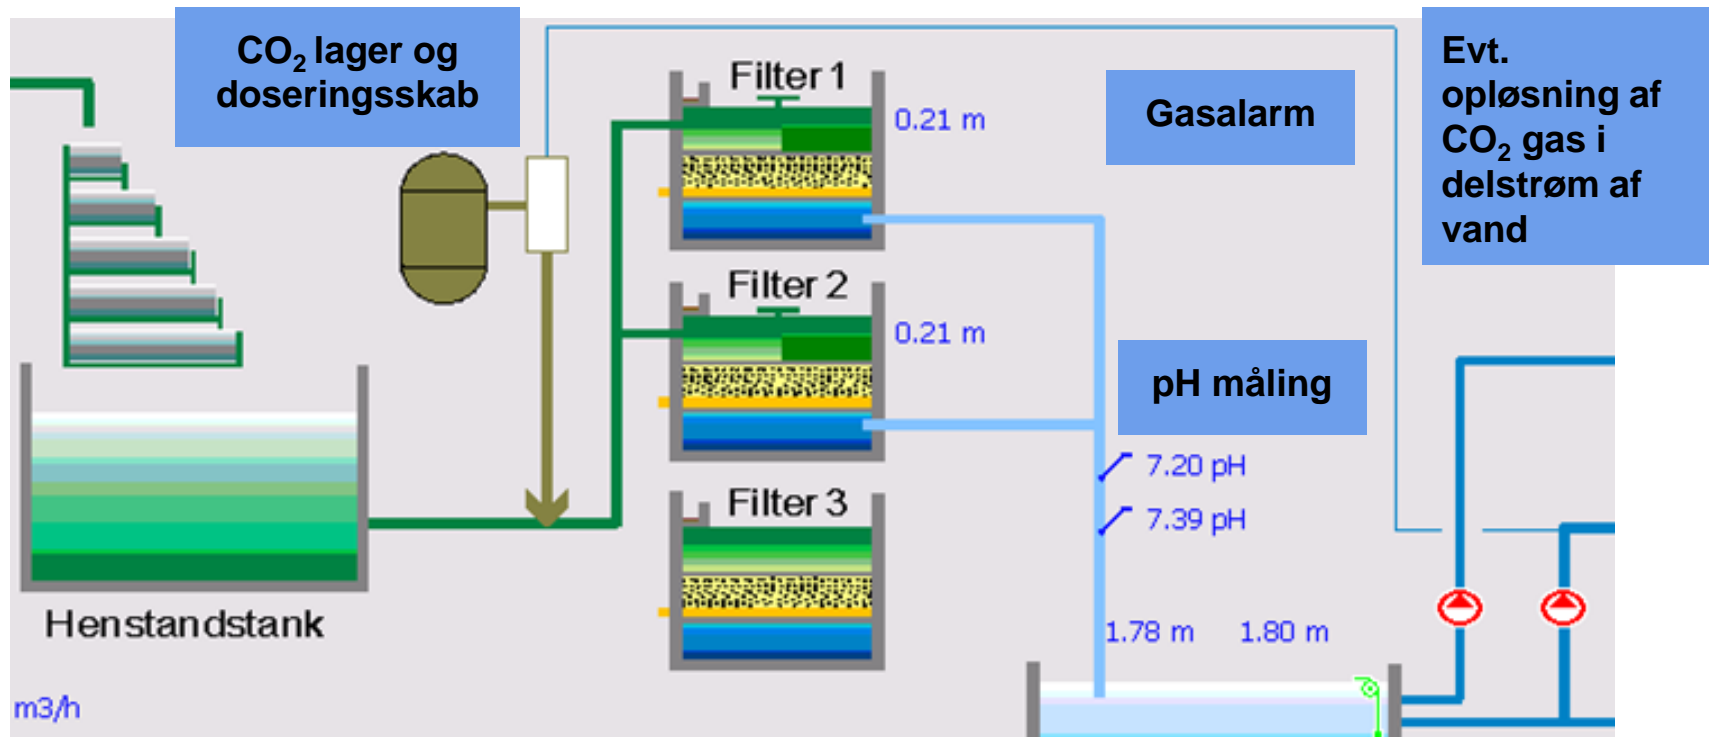 CO₂ lager og
doseringsskab
Filter 1
0.21 m
Gasalarm
Evt.
opløsning af
CO₂ gas i
delstrøm af
vand
Filter 2
0.21 m
pH måling
7.20 pH
7.39 pH
Filter 3
Henstandstank
1.78 m 1.80 m
m3/h